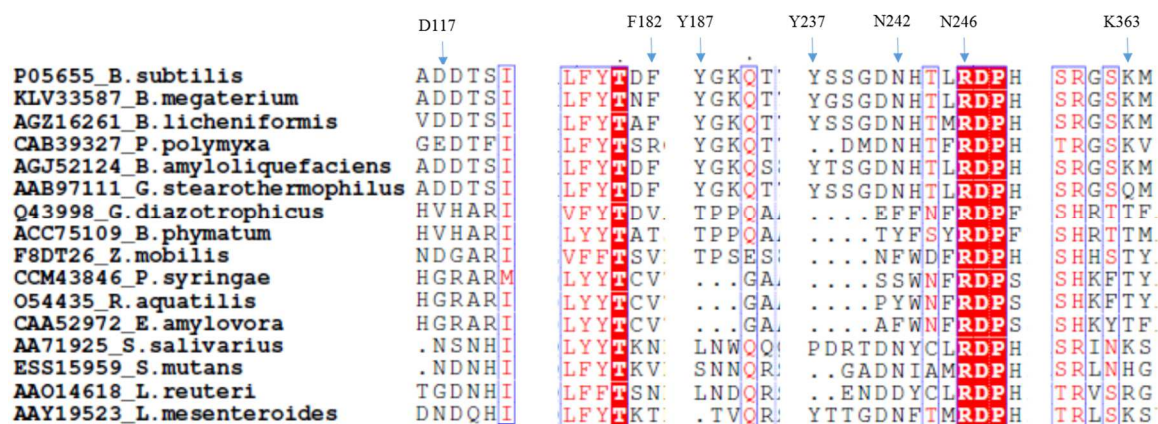 D117 F182 Y187 Y237 N242 N246 K363
P05655_B.subtilis ADDTSI LFYTDF YGKQT YSSGDNHTLRDPH SRGSKM
KLV33587_B.megaterium ADDTSI LFYTNF YGKQT YGSGDNHTLRDPH SRGSKM
AGZ16261_B.licheniformis VDDTSI LFYTAF YGKQT YSSGDNHTMRDPH SRGSKM
CAB39327_P.polymyxa GEDTFI LFYTSR YGKQT ..DMDNHTFRDPH TRGSKV
AGJ52124_B.amyloliquefaciens ADDTSI LFYTDF YGKQS YTSGDNHTLRDPH SRGSKM
AAB97111_G.stearothermophilus ADDTSI LFYTDF YGKQT YSSGDNHTLRDPH SRGSQM
Q43998_G.diazotrophicus HVHARI VFYTDV TPPQA ....EFFNFRDPF SHRTTF
ACC75109_B.phymatum HVHARI LYYTAT TPPQA ....TYFSYRDPF SHRTTM
F8DT26_Z.mobilis NDGARI VFFTSV TPSES ....NFWDFRDPF SHHSTY
CCM43846_P.syringae HGRARM LYYTCV ...GA ....SSWNFRDPS SHKFTY
O54435_R.aquatilis HGRARI LYYTCV ...GA ....PYWNFRDPS SHKFTY
CAA52972_E.amylovora HGRARI LYYTCV ...GA ....AFWNFRDPS SHKYTF
AA71925_S.salivarius .NSNHI LYYTKN LNWQQ PDRTDNYCLRDPH SRINKS
ESS15959_S.mutans .NDNHI LYYTKV SNNQR ..GADNIAMRDPH SRLNHG
AAO14618_L.reuteri TGDNHI LFFTSN LNDQR ..ENDDYCLRDPH TRVSRG
AAY19523_L.mesenteroides DNDQHI LFYTKT .TVQR YTTGDNFTMRDPH TRLSKS